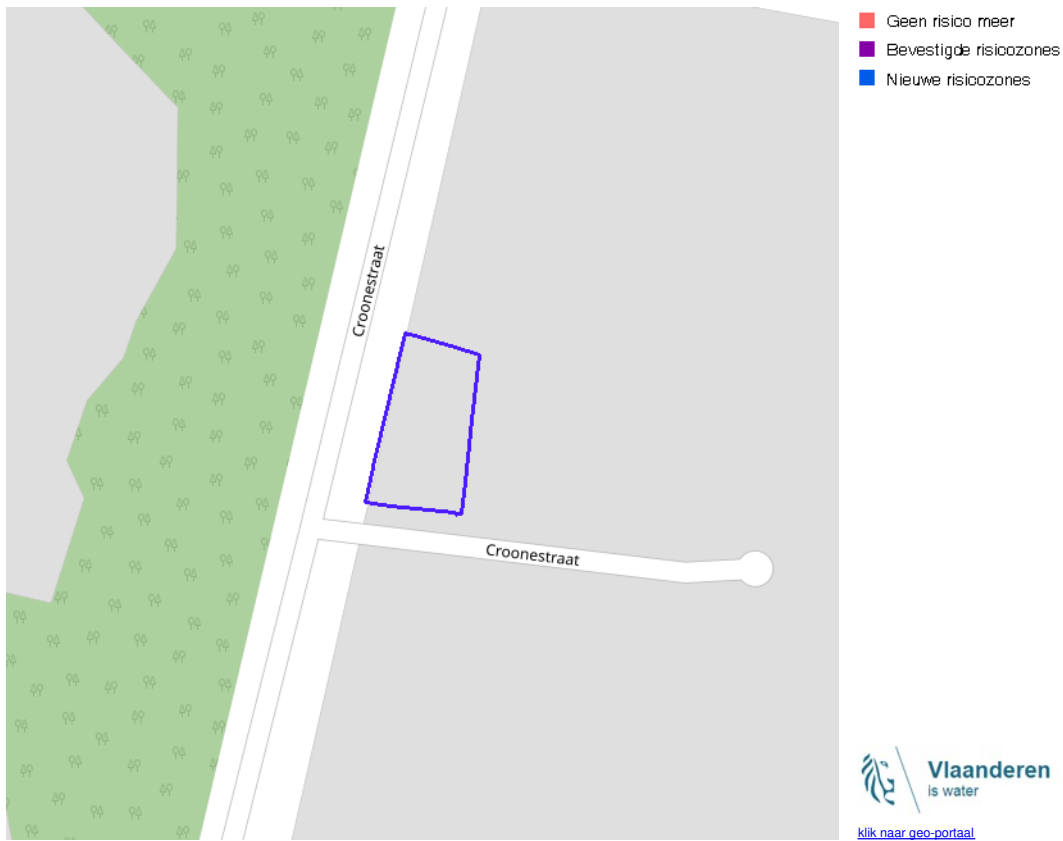 Geen risico meer
Bevestigde risicozones
Nieuwe risicozones
Croonestraat
Croonestraat
Vlaanderen
is water
klik naar geo-portaal